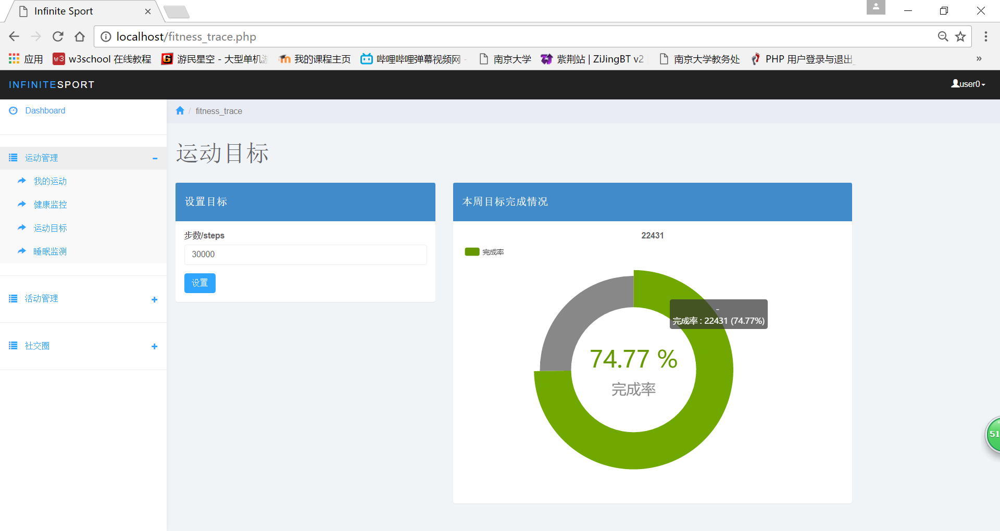 Infinite Sport
localhost/fitness_trace.php
应用 w3school 在线教程 游民星空 - 大型单机游 我的课程主页 哔哩哔哩弹幕视频网 - 南京大学 紫荆站 | ZiJingBT v2 南京大学教务处 PHP 用户登录与退出_ »
INFINITESPORT
user0
Dashboard
fitness_trace
/
运动管理
我的运动
健康监控
运动目标
睡眠监测
活动管理
社交圈
运动目标
设置目标
步数/steps
30000
设置
本周目标完成情况
22431
完成率
-
完成率 : 22431 (74.77%)
74.77 %
完成率
51